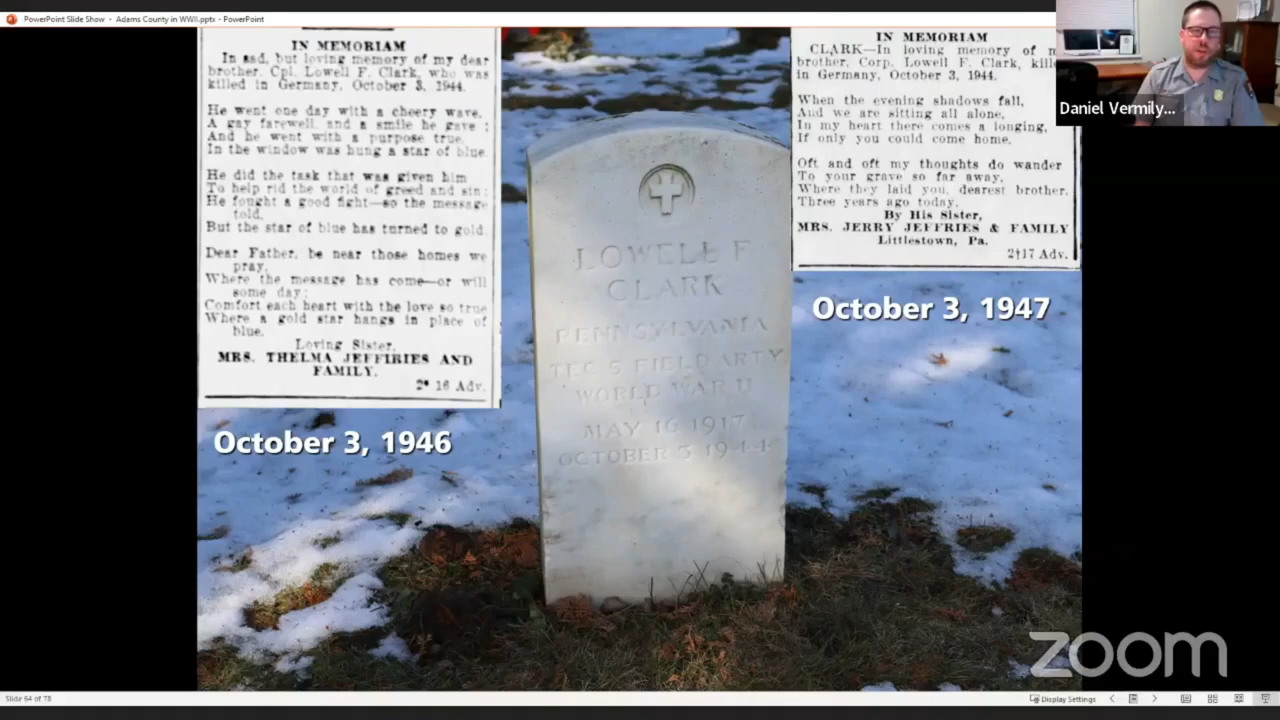 PowerPoint Slide Show - Adams County in WWII.pptx - PowerPoint
IN MEMORIAM
In sad, but loving memory of my dear
brother, Cpl. Lowell F. Clark, who was
killed in Germany, October 3, 1944.
He went one day with a cheery wave,
A gay farewell, and a smile he gave;
And he went with a purpose true,
In the window was hung a star of blue.
He did the task that was given him
To help rid the world of greed and sin;
He fought a good fight—so the message
told,
But the star of blue has turned to gold.
Dear Father, be near those homes we
pray,
Where the message has come—or will
some day;
Comfort each heart with the love so true
Where a gold star hangs in place of
blue.
Loving Sister,
MRS. THELMA JEFFIRIES AND
FAMILY.
2* 16 Adv.
October 3, 1946
LOWELL F
CLARK
PENNSYLVANIA
TEC 5 FIELD ARTY
WORLD WAR II
MAY 16 1917
OCTOBER 3 1944
IN MEMORIAM
CLARK—In loving memory of
brother, Corp. Lowell F. Clark,
in Germany, October 3, 1944.
When the evening shadows fall,
And we are sitting all alone,
In my heart there comes a longing,
If only you could come home.
Oft and oft my thoughts do wander
To your grave so far away,
Where they laid you, dearest brother,
Three years ago today.
By His Sister,
MRS. JERRY JEFFRIES & FAMILY
Littlestown, Pa.
2†17 Adv.
October 3, 1947
Daniel Vermily...
zoom
Slide 64 of 78
Display Settings